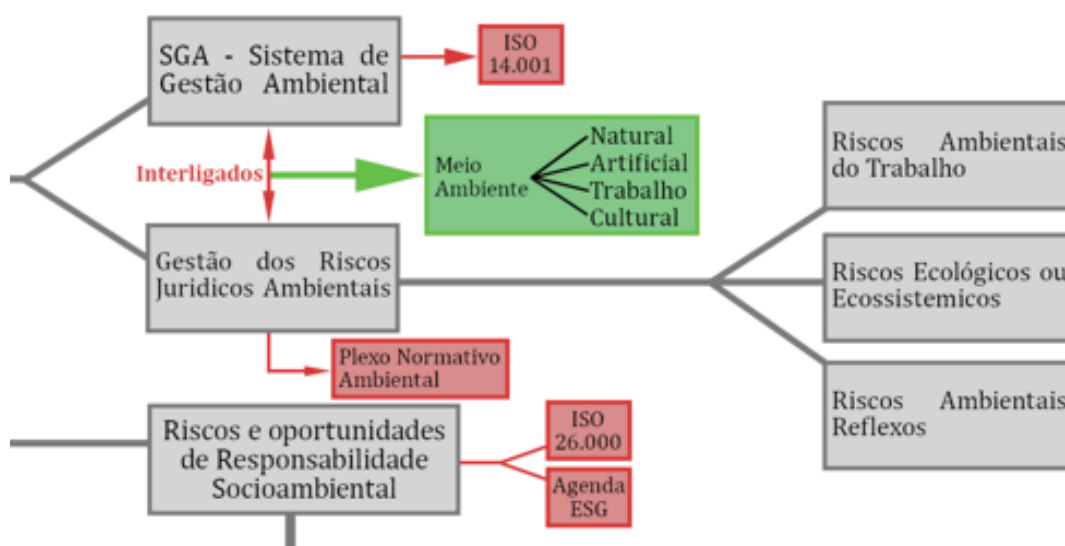 SGA - Sistema de
Gestão Ambiental
ISO
14.001
Interligados
Meio
Ambiente
Natural
Artificial
Trabalho
Cultural
Gestão dos Riscos
Juridicos Ambientais
Plexo Normativo
Ambiental
Riscos Ambientais
do Trabalho
Riscos Ecológicos ou
Ecossistemicos
Riscos Ambientais
Reflexos
Riscos e oportunidades
de Responsabilidade
Socioambiental
ISO
26.000
Agenda
ESG